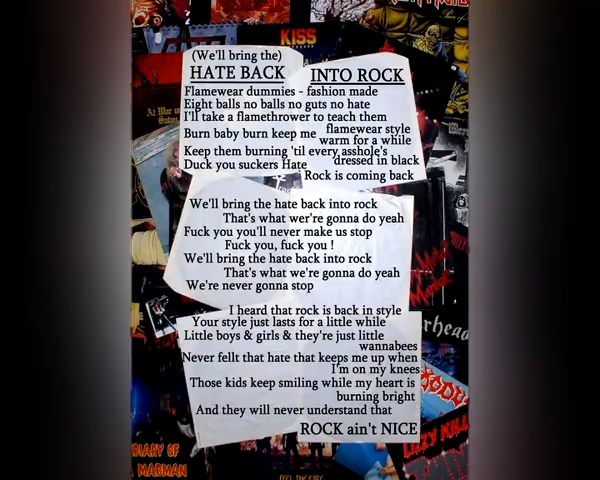 KISS
(We'll bring the)
HATE BACK INTO ROCK
Flamewear dummies - fashion made
Eight balls no balls no guts no hate
I'll take a flamethrower to teach them
Burn baby burn keep me flamewear style
warm for a while
Keep them burning 'til every asshole's
dressed in black
Duck you suckers Hate
Rock is coming back
We'll bring the hate back into rock
That's what wer're gonna do yeah
Fuck you you'll never make us stop
Fuck you, fuck you !
We'll bring the hate back into rock
That's what we're gonna do yeah
We're never gonna stop
I heard that rock is back in style
Your style just lasts for a little while
Little boys & girls & they're just little
wannabees
Never fellt that hate that keeps me up when
I'm on my knees
Those kids keep smiling while my heart is
burning bright
And they will never understand that
ROCK ain't NICE
At War
Satan
rhead
EXODUS
DIARY OF
A MADMAN
FEEL THE FIRE